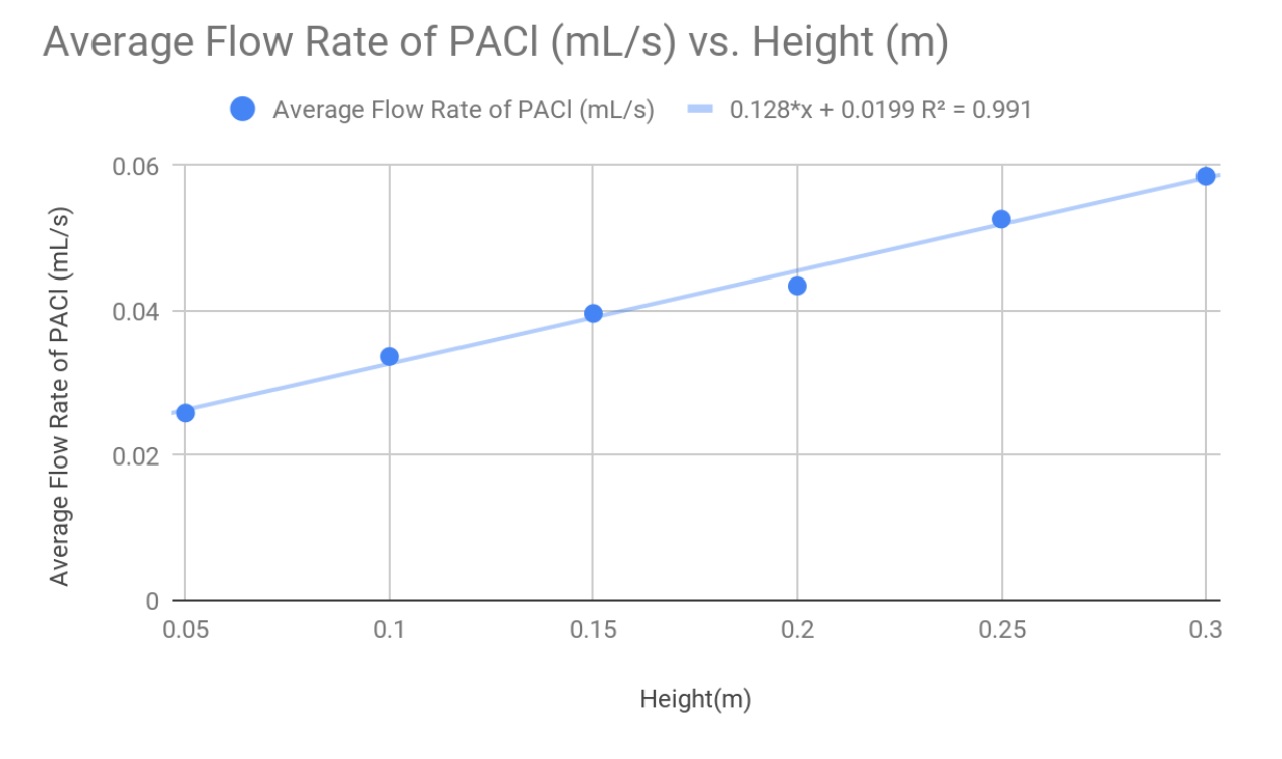 Average Flow Rate of PACl (mL/s) vs. Height (m)
Average Flow Rate of PACl (mL/s)
0.128*x + 0.0199 R² = 0.991
Average Flow Rate of PACl (mL/s)
0.06
0.04
0.02
0
0.05
0.1
0.15
0.2
0.25
0.3
Height(m)